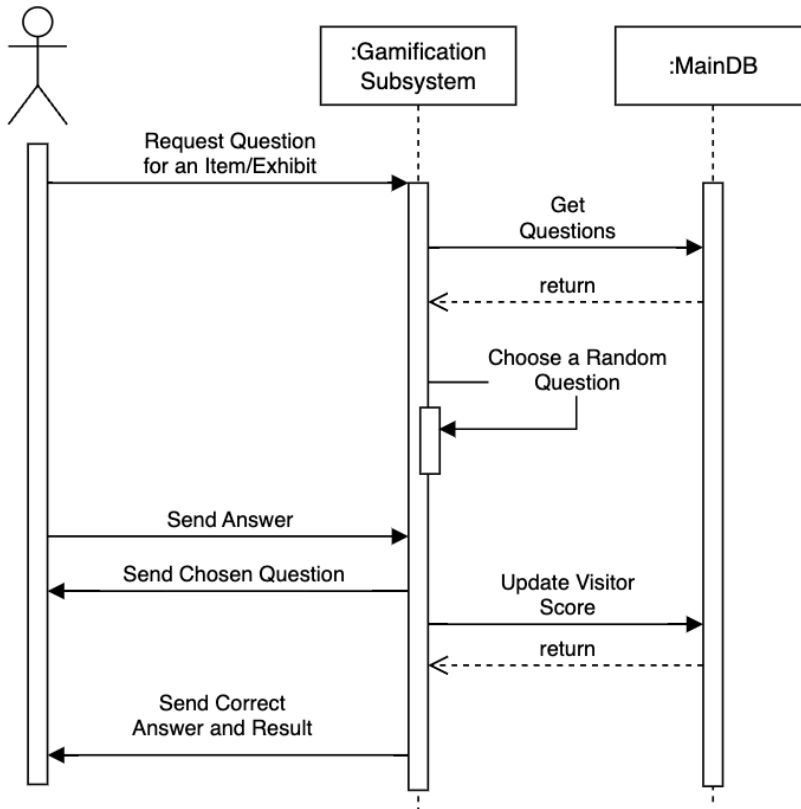 :Gamification
Subsystem
:MainDB
Request Question
for an Item/Exhibit
Get
Questions
return
Choose a Random
Question
Send Answer
Send Chosen Question
Update Visitor
Score
return
Send Correct
Answer and Result